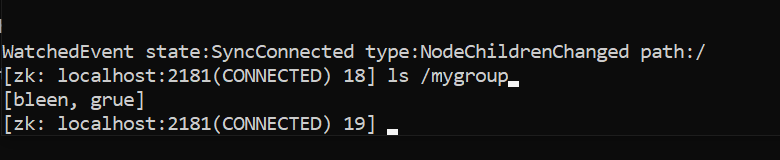 WatchedEvent state:SyncConnected type:NodeChildrenChanged path:/
[zk: localhost:2181(CONNECTED) 18] ls /mygroup
[bleen, grue]
[zk: localhost:2181(CONNECTED) 19]